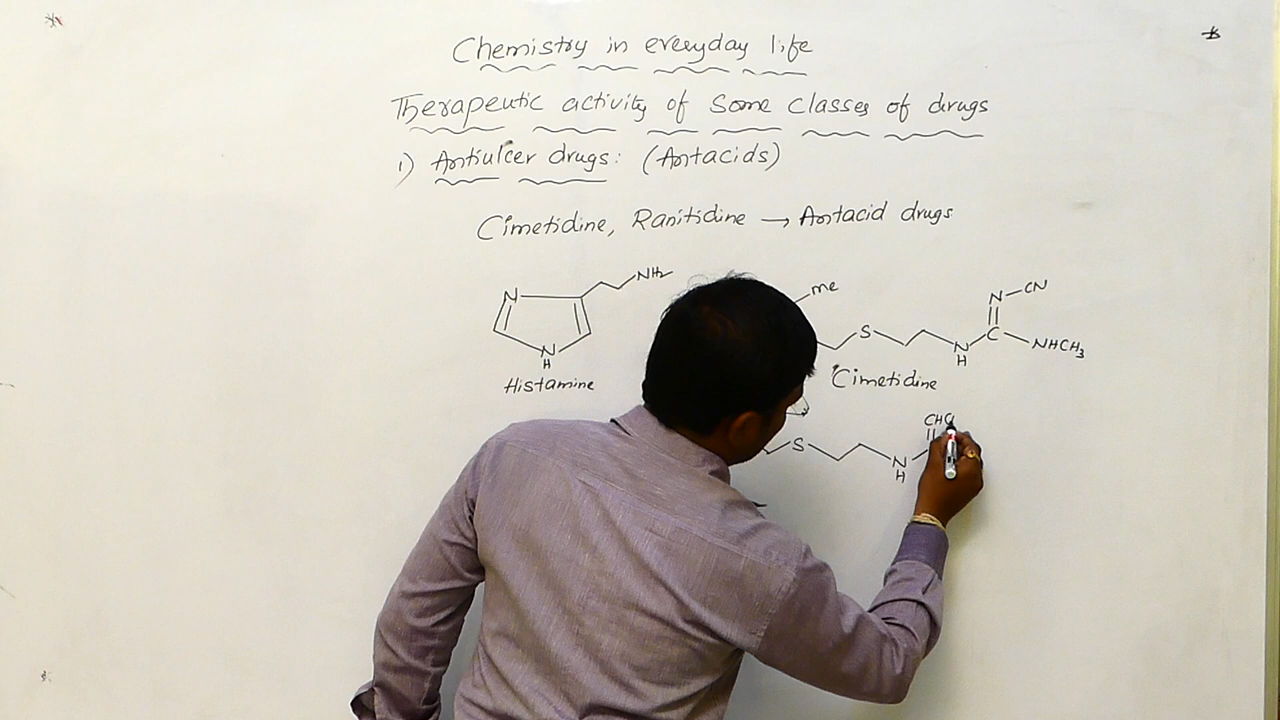 Chemistry in everyday life
Therapeutic activity of some classes of drugs
1) Antiulcer drugs: (Antacids)
Cimetidine, Ranitidine → Antacid drugs
N NH2 N H
Histamine
me S N H C N CN NHCH3
Cimetidine
S N H CH